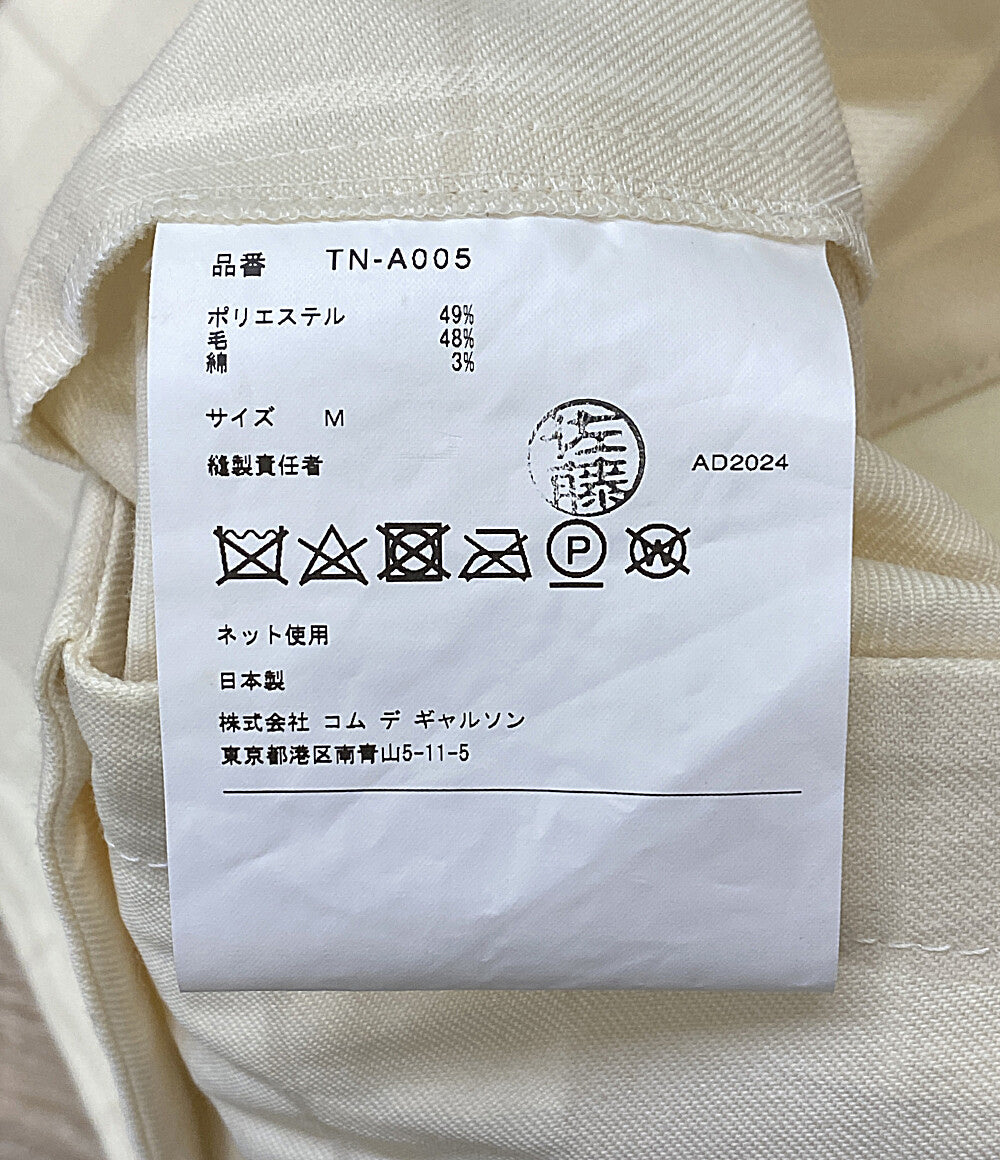 品番 TN-A005
ポリエステル 49%
毛 48%
綿 3%
サイズ M
縫製責任者 佐藤 AD2024
P W
ネット使用
日本製
株式会社 コム デ ギャルソン
東京都港区南青山5-11-5